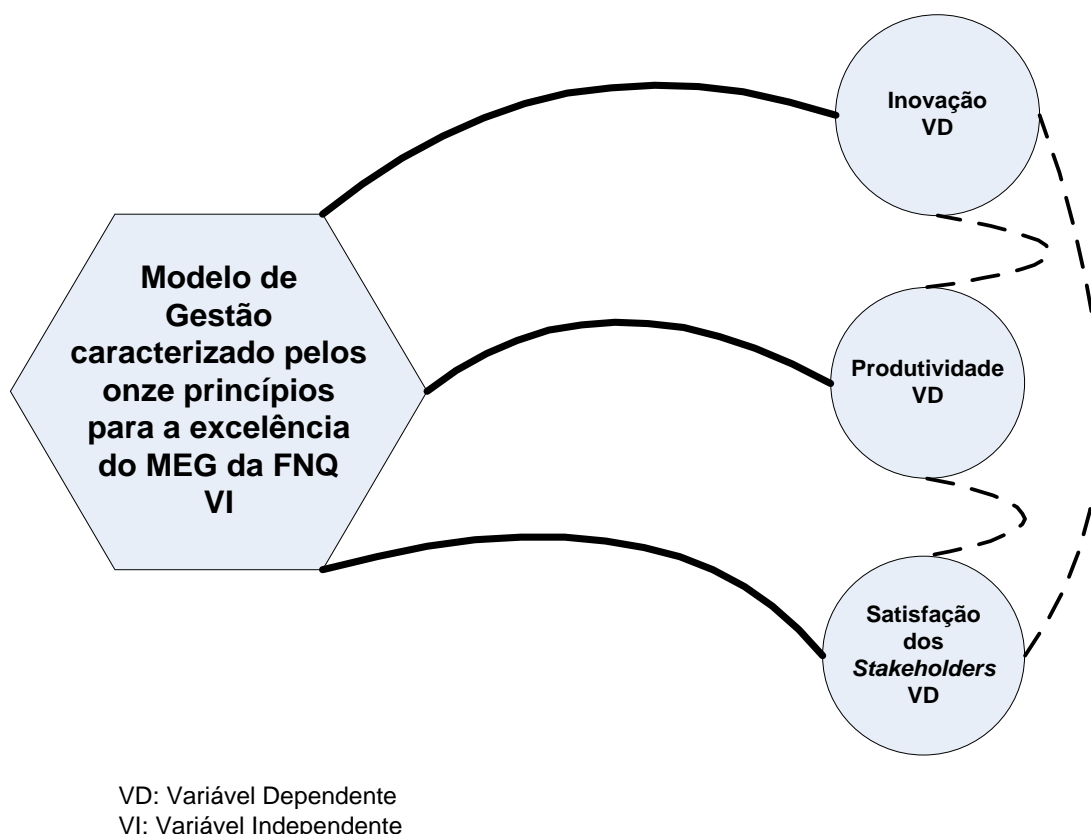 Modelo de
Gestão
caracterizado pelos
onze princípios
para a excelência
do MEG da FNQ
VI
Inovação
VD
Produtividade
VD
Satisfação
dos
Stakeholders
VD
VD: Variável Dependente
VI: Variável Independente